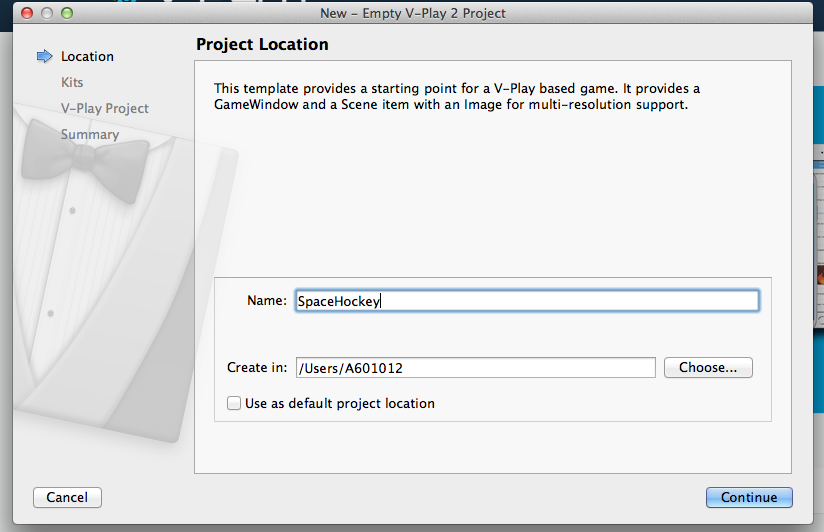 New - Empty V-Play 2 Project
Location
Kits
V-Play Project
Summary
Project Location
This template provides a starting point for a V-Play based game. It provides a
GameWindow and a Scene item with an Image for multi-resolution support.
Name: SpaceHockey
Create in: /Users/A601012 Choose...
Use as default project location
Cancel Continue